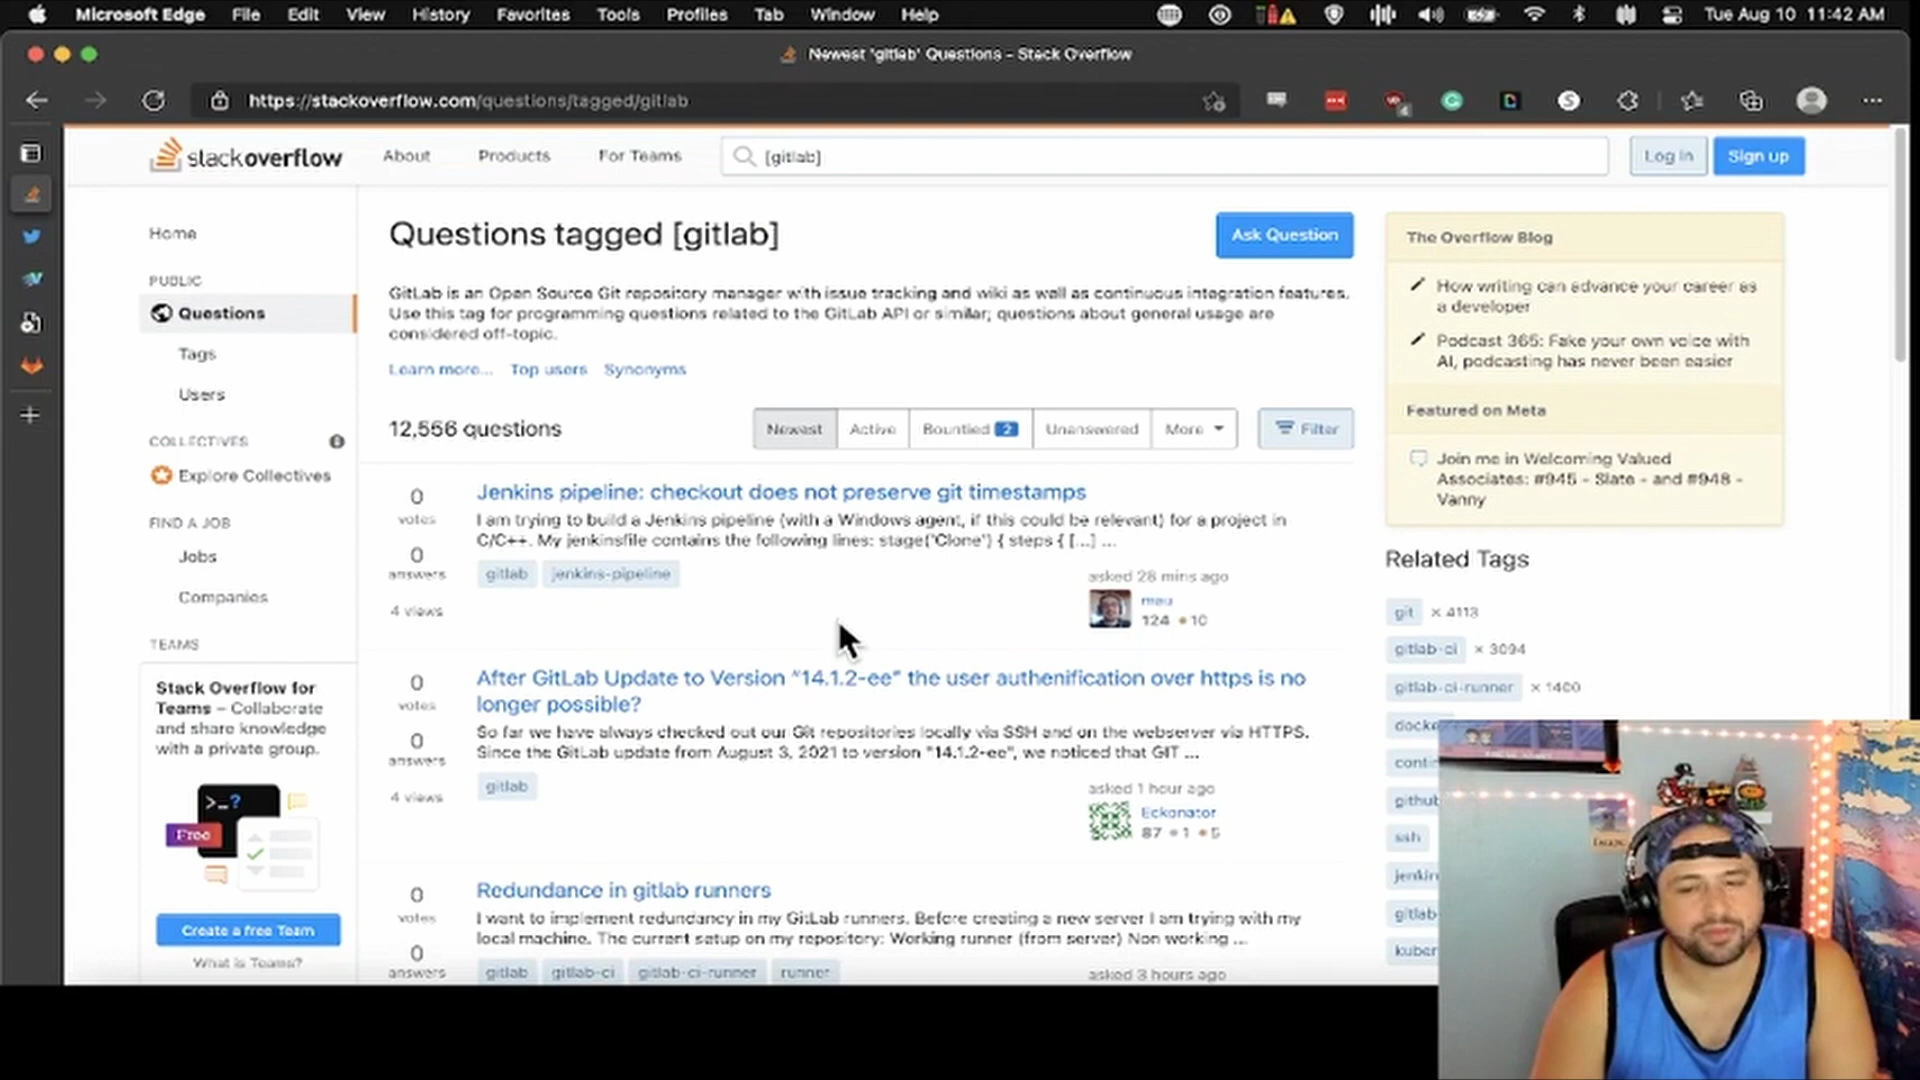 Microsoft Edge File Edit View History Favorites Tools Profiles Tab Window Help
Tue Aug 10 11:42 AM
Newest 'gitlab' Questions - Stack Overflow
https://stackoverflow.com/questions/tagged/gitlab
4
stackoverflow
About
Products
For Teams
[gitlab]
Log in
Sign up
Home
PUBLIC
Questions
Tags
Users
COLLECTIVES
Explore Collectives
FIND A JOB
Jobs
Companies
TEAMS
Stack Overflow for
Teams – Collaborate
and share knowledge
with a private group.
>_?
Free
Create a free Team
What is Teams?
Questions tagged [gitlab]
Ask Question
GitLab is an Open Source Git repository manager with issue tracking and wiki as well as continuous integration features.
Use this tag for programming questions related to the GitLab API or similar; questions about general usage are
considered off-topic.
Learn more... Top users Synonyms
12,556 questions
Newest
Active
Bountied 2
Unanswered
More
Filter
0
votes
0
answers
4 views
Jenkins pipeline: checkout does not preserve git timestamps
I am trying to build a Jenkins pipeline (with a Windows agent, if this could be relevant) for a project in
C/C++. My jenkinsfile contains the following lines: stage('Clone') { steps { [...] ...
gitlab
jenkins-pipeline
asked 28 mins ago
mau
124 • 10
0
votes
0
answers
4 views
After GitLab Update to Version "14.1.2-ee" the user authenification over https is no
longer possible?
So far we have always checked out our Git repositories locally via SSH and on the webserver via HTTPS.
Since the GitLab update from August 3, 2021 to version "14.1.2-ee", we noticed that GIT ...
gitlab
asked 1 hour ago
Eckonator
87 • 1 • 5
0
votes
0
answers
Redundance in gitlab runners
I want to implement redundancy in my GitLab runners. Before creating a new server I am trying with my
local machine. The current setup on my repository: Working runner (from server) Non working ...
gitlab
gitlab-ci
gitlab-ci-runner
runner
asked 3 hours ago
The Overflow Blog
How writing can advance your career as
a developer
Podcast 365: Fake your own voice with
AI, podcasting has never been easier
Featured on Meta
Join me in Welcoming Valued
Associates: #945 - Slate - and #948 -
Vanny
Related Tags
git × 4113
gitlab-ci × 3094
gitlab-ci-runner × 1400
docke
contin
github
ssh
jenkin
gitlab-
kuber